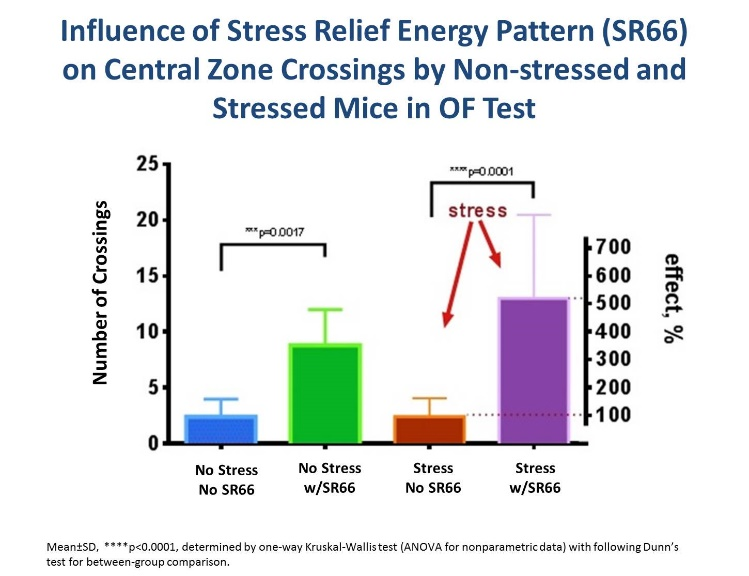 Influence of Stress Relief Energy Pattern (SR66)
on Central Zone Crossings by Non-stressed and
Stressed Mice in OF Test
25
20
15
10
5
0
Number of Crossings
***p=0.0017
****p=0.0001
stress
700
600
500
400
300
200
100
effect, %
No Stress
No SR66
No Stress
w/SR66
Stress
No SR66
Stress
w/SR66
Mean±SD, ****p<0.0001, determined by one-way Kruskal-Wallis test (ANOVA for nonparametric data) with following Dunn's
test for between-group comparison.